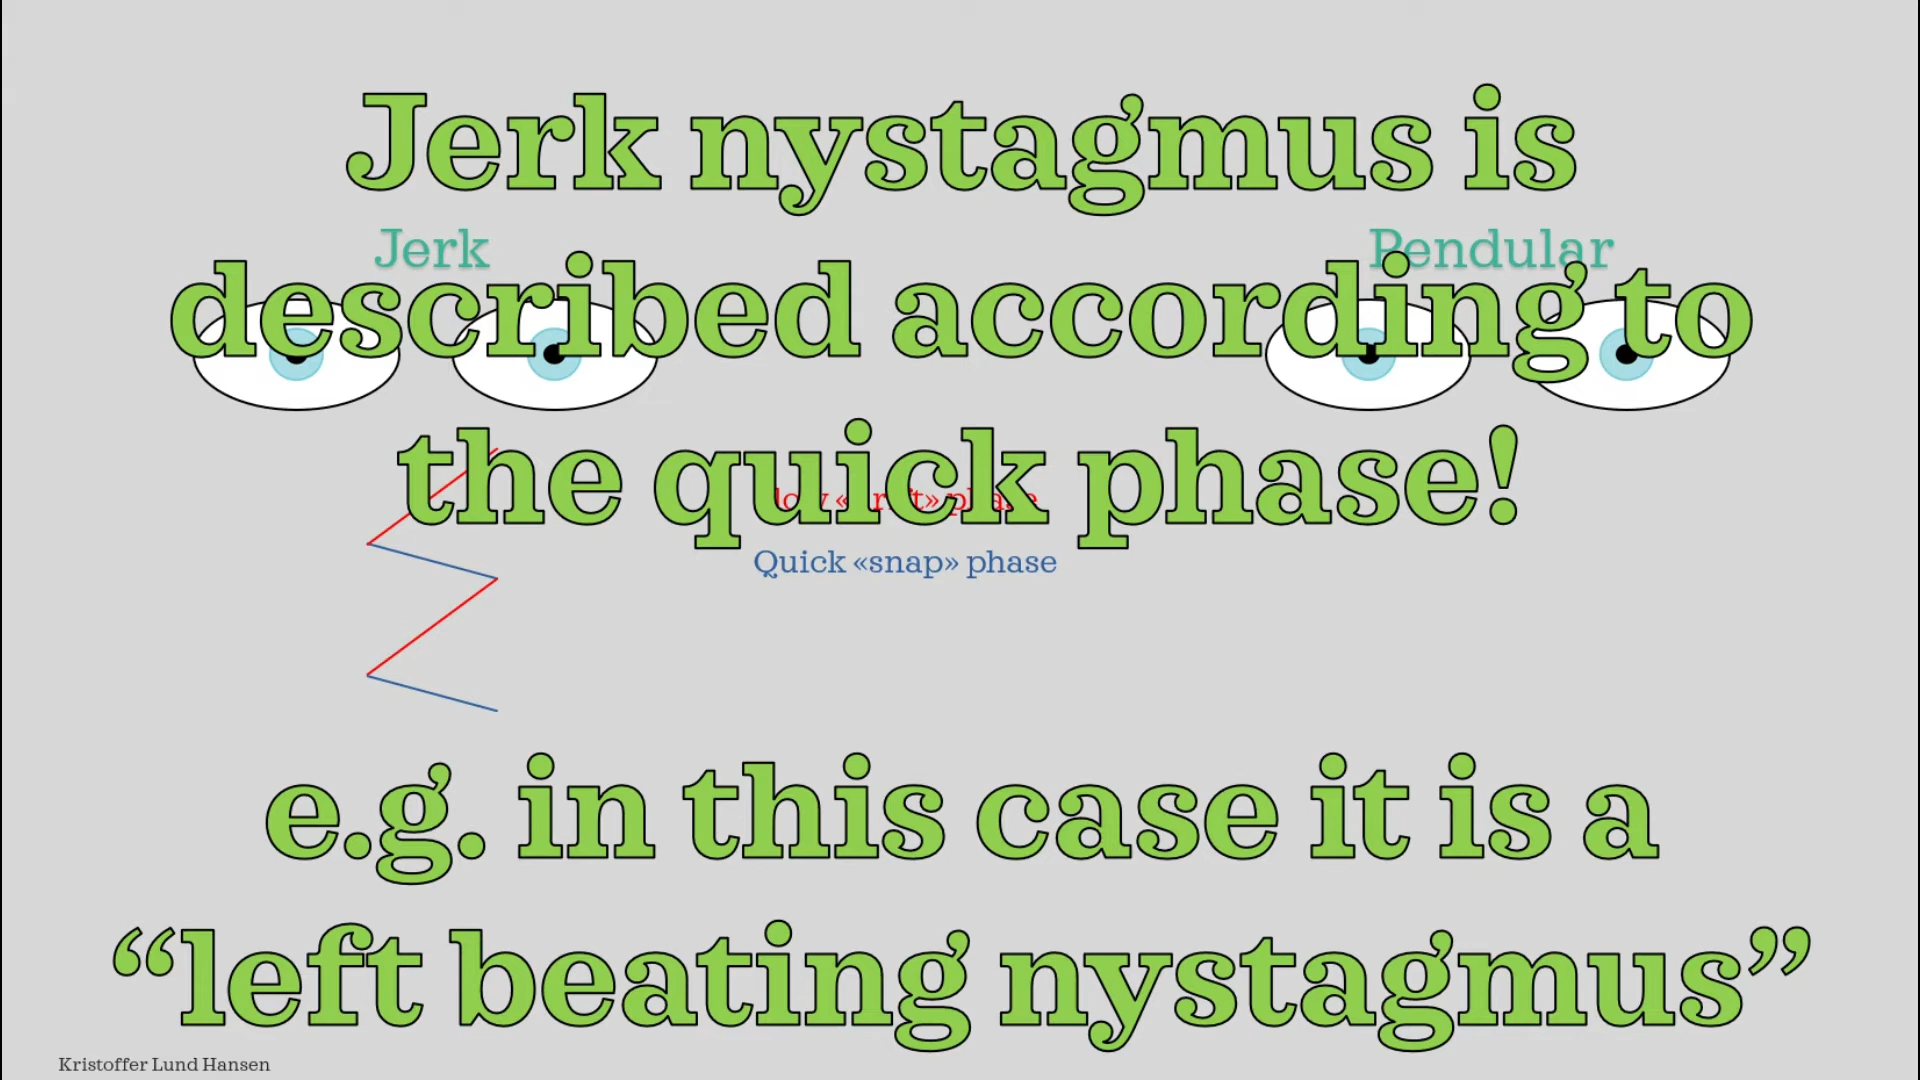 Jerk nystagmus is
Jerk
Pendular
described according to
the quick phase!
phase
Quick «snap» phase
e.g. in this case it is a
“left beating nystagmus”
Kristoffer Lund Hansen